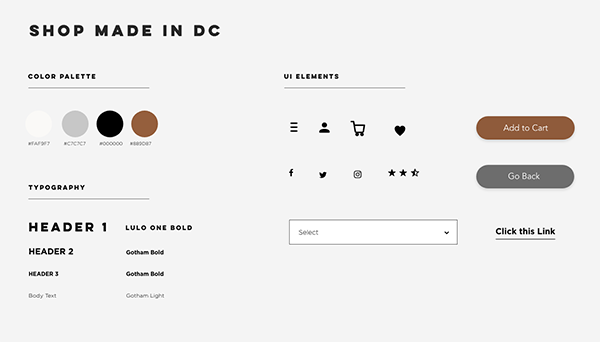 SHOP MADE IN DC
COLOR PALETTE
#FAF9F7 #C7C7C7 #000000 #885D87
TYPOGRAPHY
HEADER 1 LULO ONE BOLD
HEADER 2 Gotham Bold
HEADER 3 Gotham Bold
Body Text Gotham Light
UI ELEMENTS
Add to Cart
Go Back
Select
Click this Link